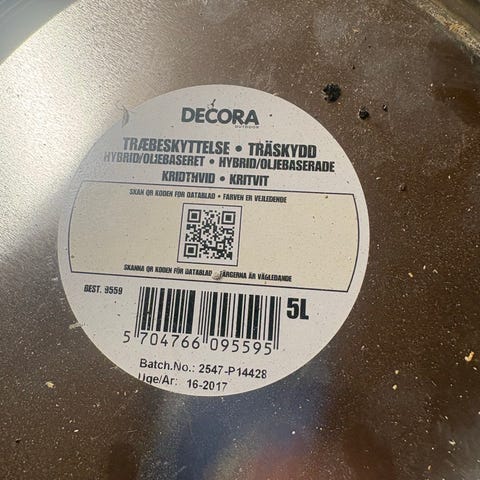 DECORA
OUTDOOR
TRÆBESKYTTELSE • TRÄSKYDD
HYBRID/OLIEBASERET • HYBRID/OLJEBASERADE
KRIDTHVID • KRITVIT
SKAN QR KODEN FOR DATABLAD • FARVEN ER VEJLEDENDE
SKANNA QR KODEN FÖR DATABLAD • FÄRGERNA ÄR VÄGLEDANDE
BEST. 9559
5L
5 704766 095595
Batch.No.: 2547-P14428
Uge/År: 16-2017